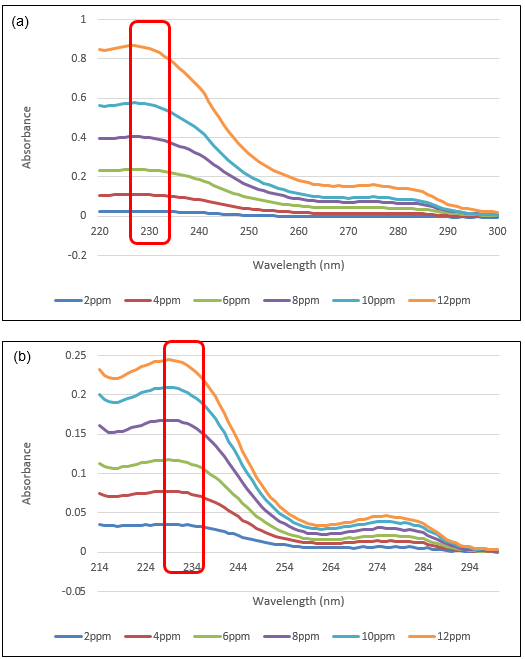 (a)
1
0.8
0.6
0.4
0.2
0
-0.2
Absorbance
220 230 240 250 260 270 280 290 300
Wavelength (nm)
2ppm 4ppm 6ppm 8ppm 10ppm 12ppm
(b)
0.25
0.2
0.15
0.1
0.05
0
-0.05
Absorbance
214 224 234 244 254 264 274 284 294
Wavelength (nm)
2ppm 4ppm 6ppm 8ppm 10ppm 12ppm